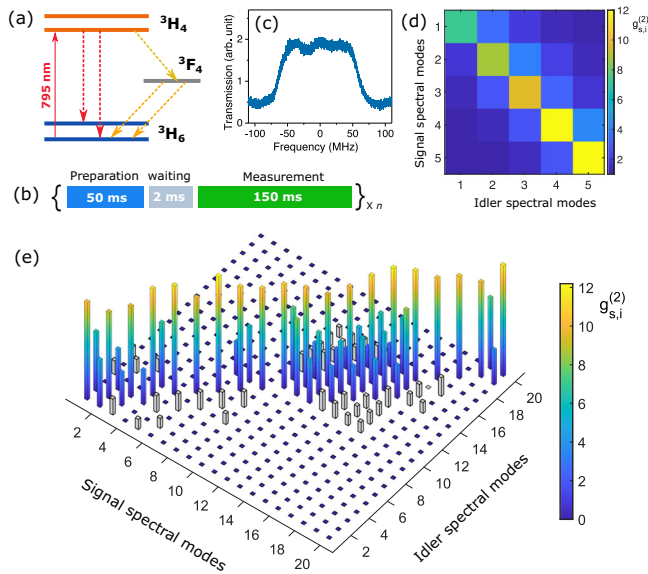 (a)
³H₄
³F₄
795 nm
³H₆
(b)
Preparation waiting Measurement
{ 50 ms 2 ms 150 ms } x n
(c)
Transmission (arb. unit)
2
1
0
-100 -50 0 50 100
Frequency (MHz)
(d)
Signal spectral modes
1
2
3
4
5
1 2 3 4 5
Idler spectral modes
g s,i (2)
12
10
8
6
4
2
(e)
2 4 6 8 10 12 14 16 18 20
Signal spectral modes
2 4 6 8 10 12 14 16 18 20
Idler spectral modes
g s,i (2)
12
10
8
6
4
2
0